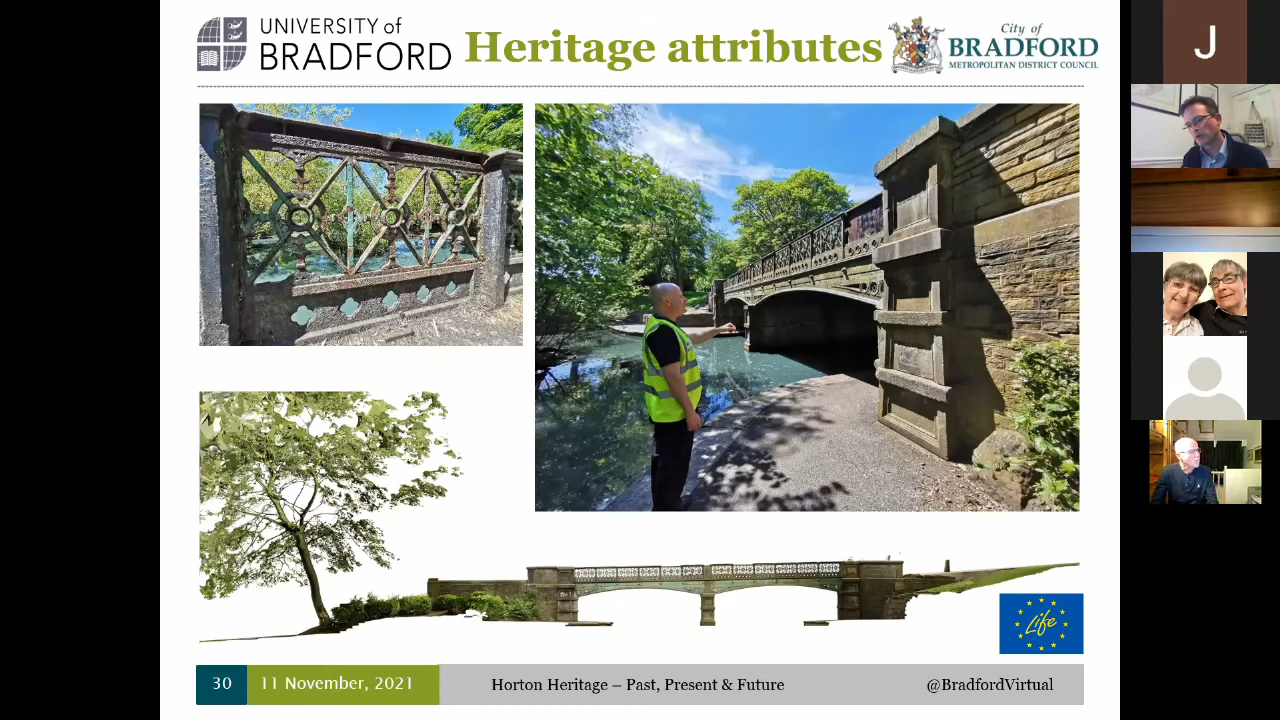 UNIVERSITY of
BRADFORD
Heritage attributes
City of
BRADFORD
METROPOLITAN DISTRICT COUNCIL
J
Life
30
11 November, 2021
Horton Heritage – Past, Present & Future
@BradfordVirtual